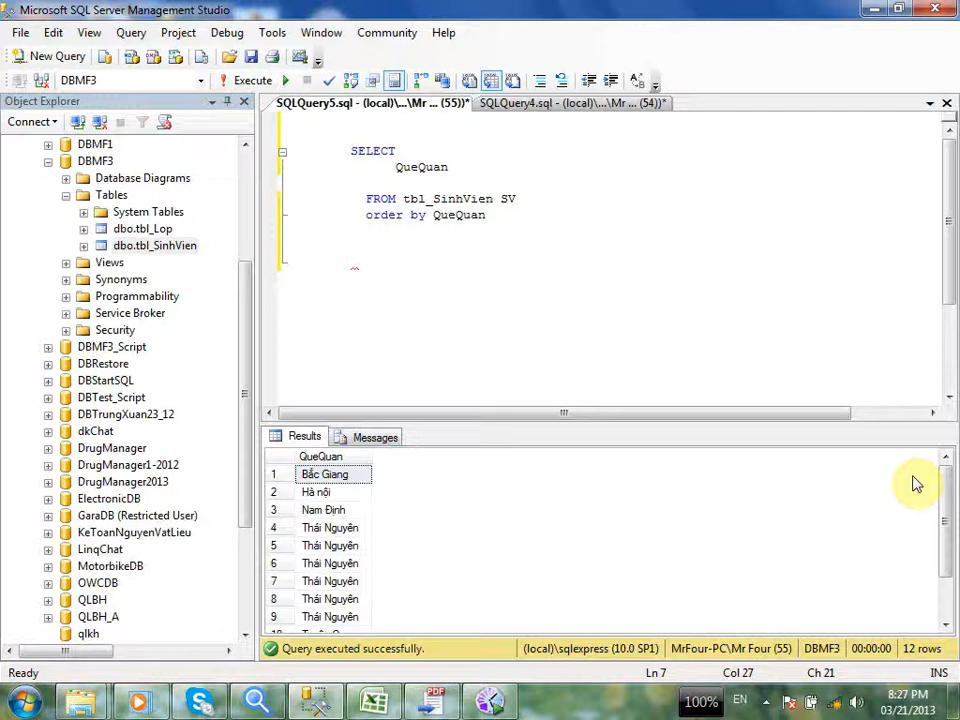 Microsoft SQL Server Management Studio
File Edit View Query Project Debug Tools Window Community Help
New Query
DBMF3 Execute
Object Explorer
SQLQuery5.sql - (local)\...\Mr ... (55))* SQLQuery4.sql - (local)\...\Mr ... (54))*
Connect
DBMF1
DBMF3
Database Diagrams
Tables
System Tables
dbo.tbl_Lop
dbo.tbl_SinhVien
Views
Synonyms
Programmability
Service Broker
Security
DBMF3_Script
DBRestore
DBStartSQL
DBTest_Script
DBTrungXuan23_12
dkChat
DrugManager
DrugManager1-2012
DrugManager2013
ElectronicDB
GaraDB (Restricted User)
KeToanNguyenVatLieu
LinqChat
MotorbikeDB
OWCDB
QLBH
QLBH_A
qlkh
SELECT
QueQuan
FROM tbl_SinhVien SV
order by QueQuan
Results Messages
QueQuan
1 Bắc Giang
2 Hà nội
3 Nam Định
4 Thái Nguyên
5 Thái Nguyên
6 Thái Nguyên
7 Thái Nguyên
8 Thái Nguyên
9 Thái Nguyên
Query executed successfully. (local)\sqlexpress (10.0 SP1) MrFour-PC\Mr Four (55) DBMF3 00:00:00 12 rows
Ready Ln 7 Col 27 Ch 21 INS
PDF 100% EN 8:27 PM
03/21/2013